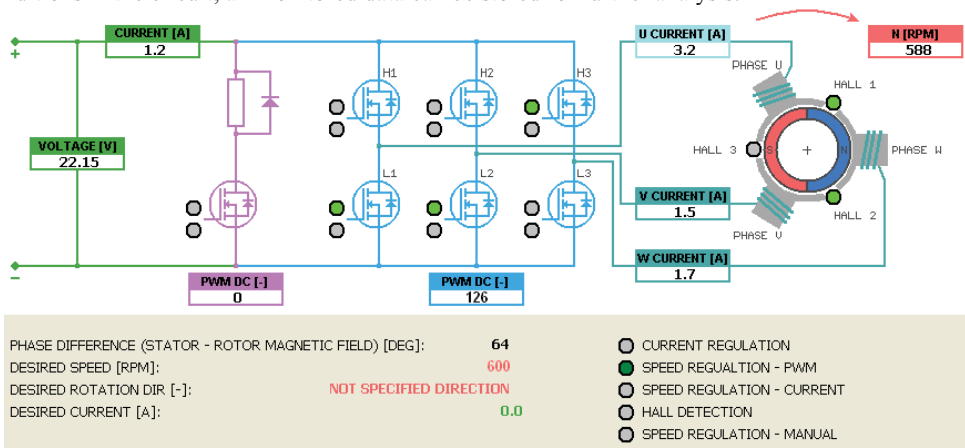 CURRENT [A]
1.2
U CURRENT [A]
3.2
N [RPM]
588
PHASE U
H1
H2
H3
HALL 1
VOLTAGE [V]
22.15
HALL 3
S
+
N
PHASE W
L1
L2
L3
V CURRENT [A]
1.5
HALL 2
PHASE V
W CURRENT [A]
1.7
+
−
PWM DC [-]
0
PWM DC [-]
126
PHASE DIFFERENCE (STATOR - ROTOR MAGNETIC FIELD) [DEG]: 64
DESIRED SPEED [RPM]: 600
DESIRED ROTATION DIR [-]: NOT SPECIFIED DIRECTION
DESIRED CURRENT [A]: 0.0
CURRENT REGULATION
SPEED REGUALTION - PWM
SPEED REGULATION - CURRENT
HALL DETECTION
SPEED REGULATION - MANUAL